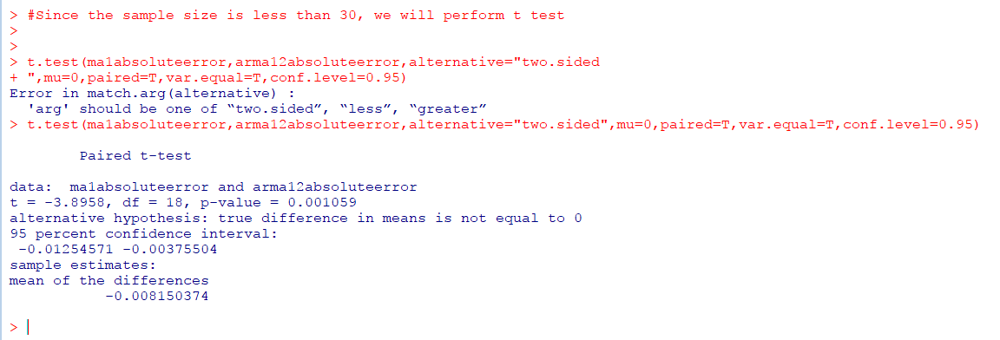 > #Since the sample size is less than 30, we will perform t test
>
>
> t.test(ma1absoluteerror,arma12absoluteerror,alternative="two.sided
+ ",mu=0,paired=T,var.equal=T,conf.level=0.95)
Error in match.arg(alternative) :
  'arg' should be one of “two.sided”, “less”, “greater”
> t.test(ma1absoluteerror,arma12absoluteerror,alternative="two.sided",mu=0,paired=T,var.equal=T,conf.level=0.95)
        Paired t-test
data:  ma1absoluteerror and arma12absoluteerror
t = -3.8958, df = 18, p-value = 0.001059
alternative hypothesis: true difference in means is not equal to 0
95 percent confidence interval:
 -0.01254571 -0.00375504
sample estimates:
mean of the differences
           -0.008150374
>